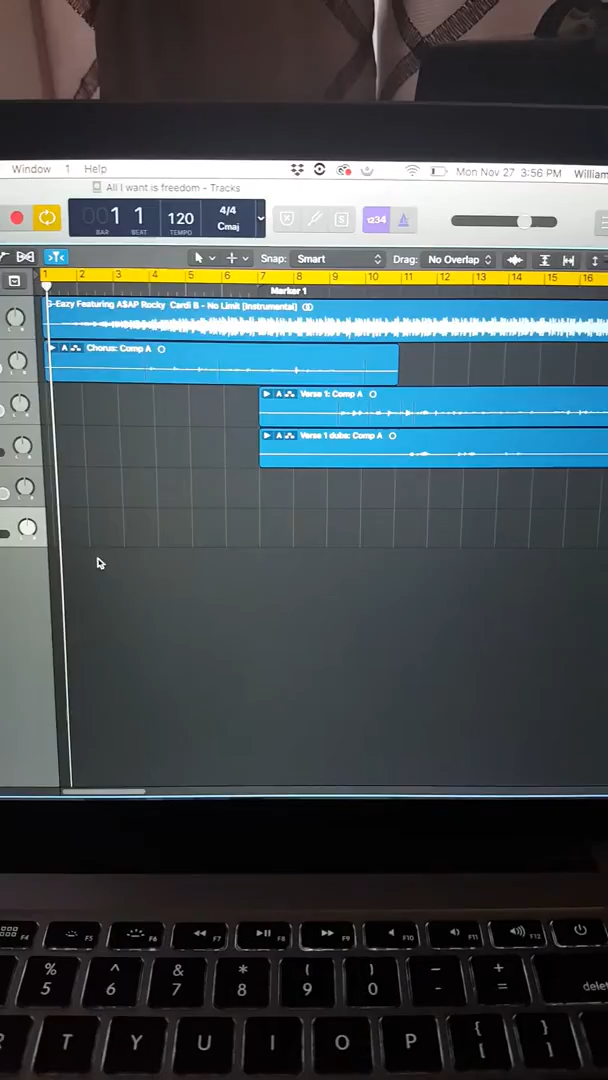 Window 1 Help Mon Nov 27 3:56 PM William
All I want is freedom - Tracks
001 1 120 4/4 Cmaj
BAR BEAT TEMPO
S 1234
Snap: Smart Drag: No Overlap
1 2 3 4 5 6 7 8 9 10 11 12 13 14 15 16
Marker 1
G-Eazy Featuring A$AP Rocky Cardi B - No Limit [Instrumental]
A Chorus: Comp A
A Verse 1: Comp A
A Verse 1 dubs: Comp A
F4 F5 F6 F7 F8 F9 F10 F11 F12
% ^ & * ( ) _ +
5 6 7 8 9 0 - = delet
R T Y U I O P { }
[ ]